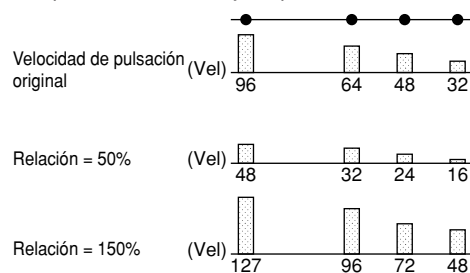 Velocidad de pulsación
original
(Vel)
96 64 48 32
Relación = 50% (Vel)
48 32 24 16
Relación = 150% (Vel)
127 96 72 48